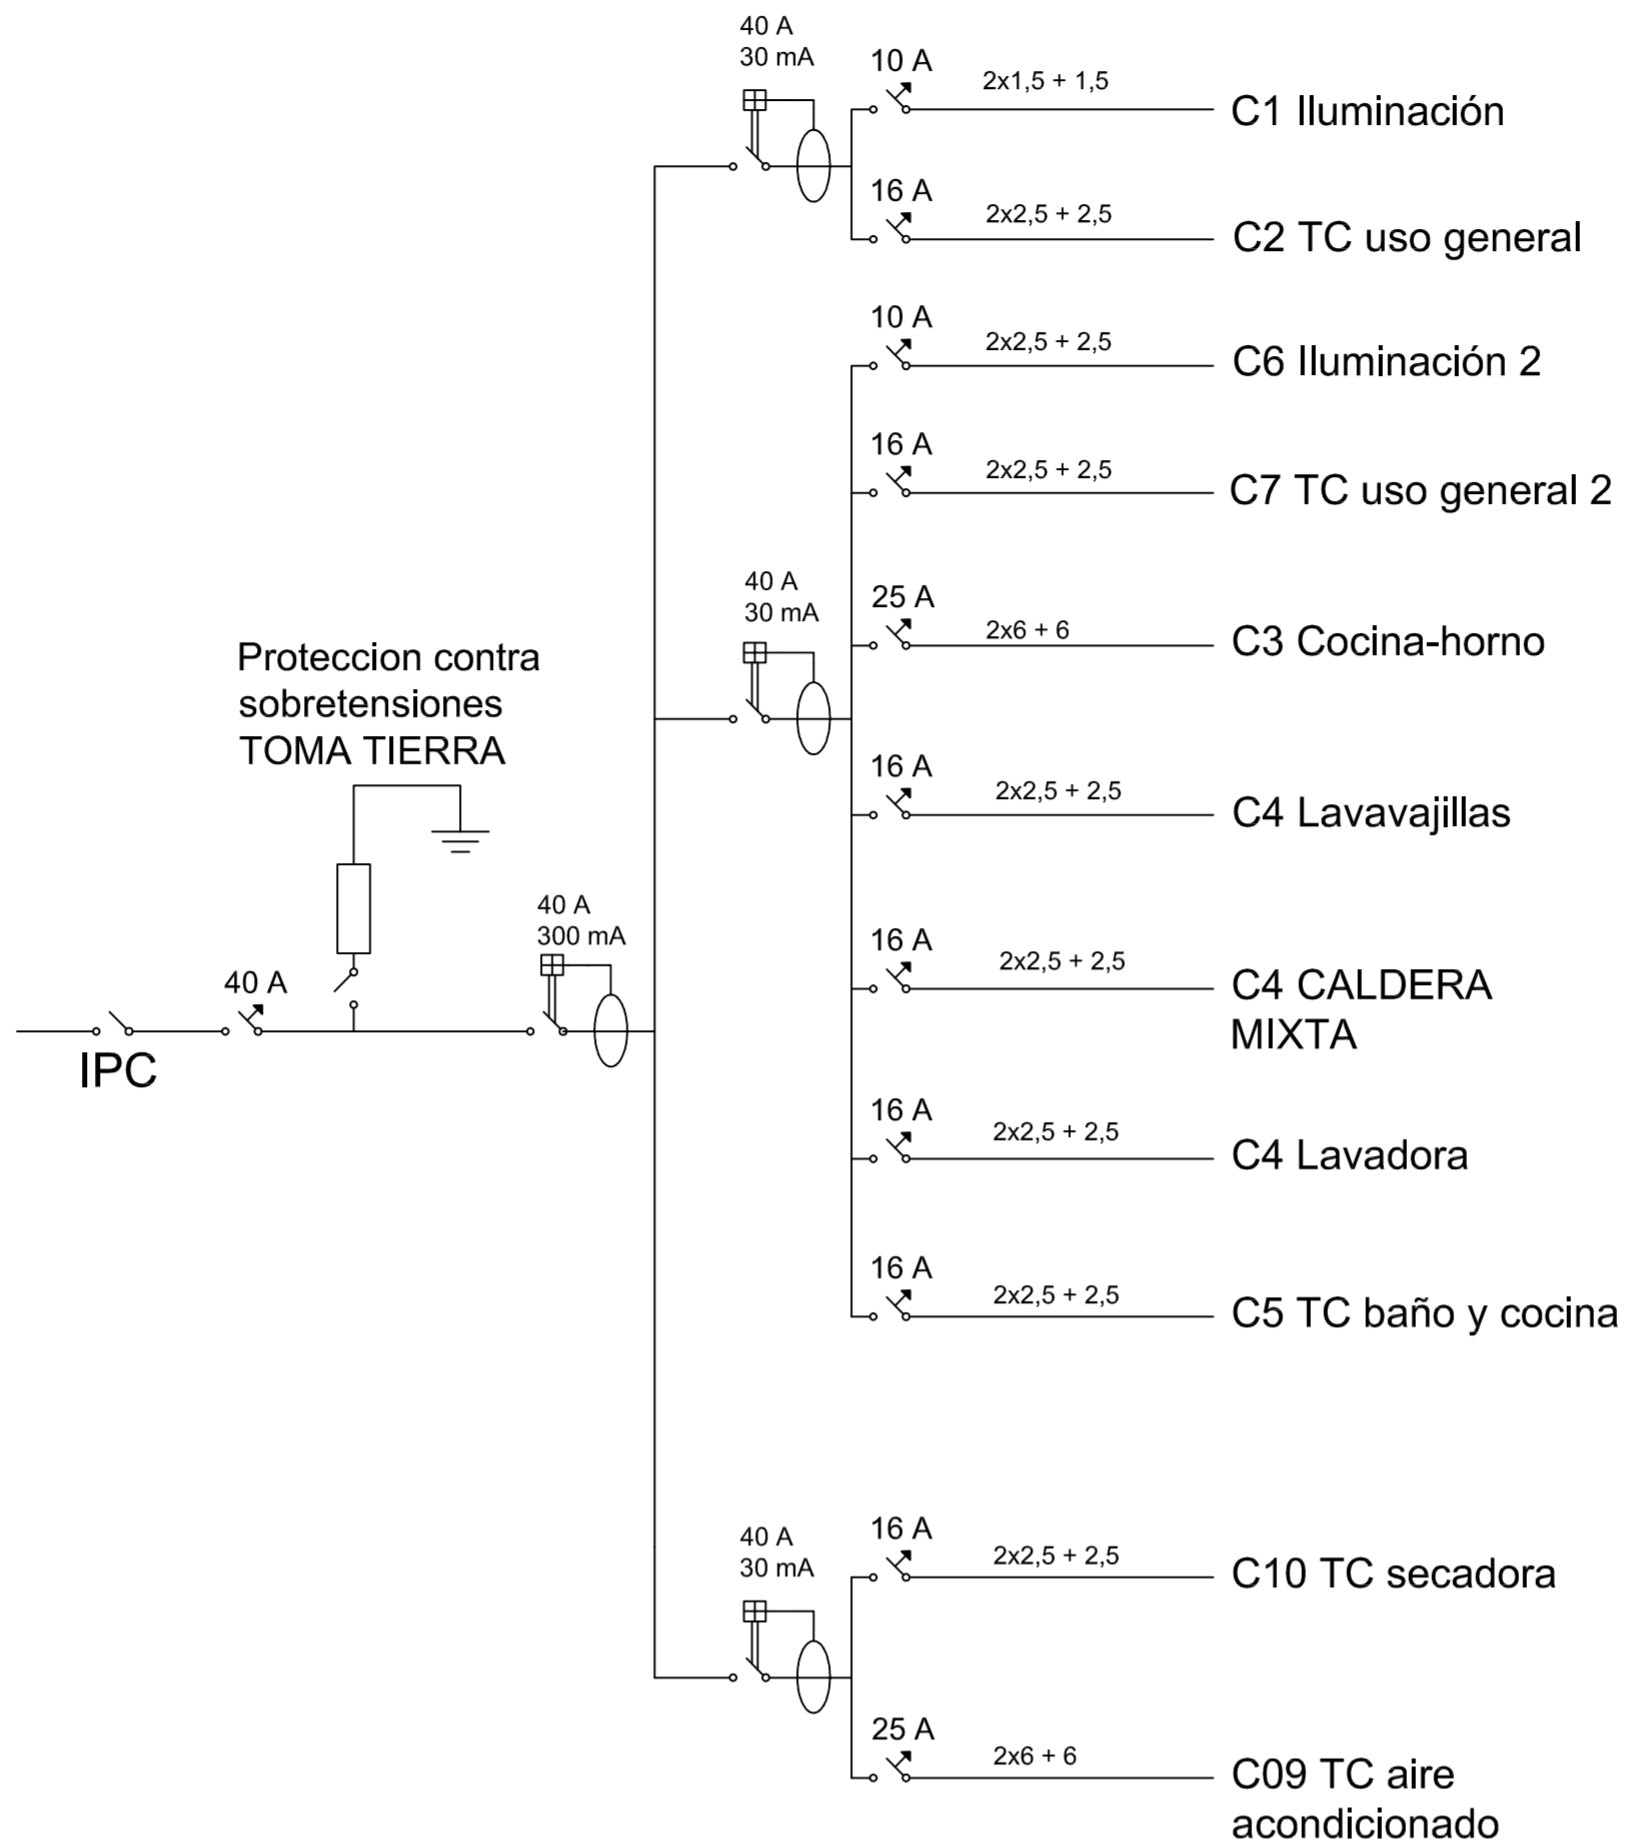 40 A
30 mA
10 A
2x1,5 + 1,5
C1 Iluminación
16 A
2x2,5 + 2,5
C2 TC uso general
10 A
2x2,5 + 2,5
C6 Iluminación 2
16 A
2x2,5 + 2,5
C7 TC uso general 2
40 A
30 mA
25 A
2x6 + 6
C3 Cocina-horno
Proteccion contra
sobretensiones
TOMA TIERRA
16 A
2x2,5 + 2,5
C4 Lavavajillas
40 A
300 mA
40 A
IPC
16 A
2x2,5 + 2,5
C4 CALDERA
MIXTA
16 A
2x2,5 + 2,5
C4 Lavadora
16 A
2x2,5 + 2,5
C5 TC baño y cocina
40 A
30 mA
16 A
2x2,5 + 2,5
C10 TC secadora
25 A
2x6 + 6
C09 TC aire
acondicionado